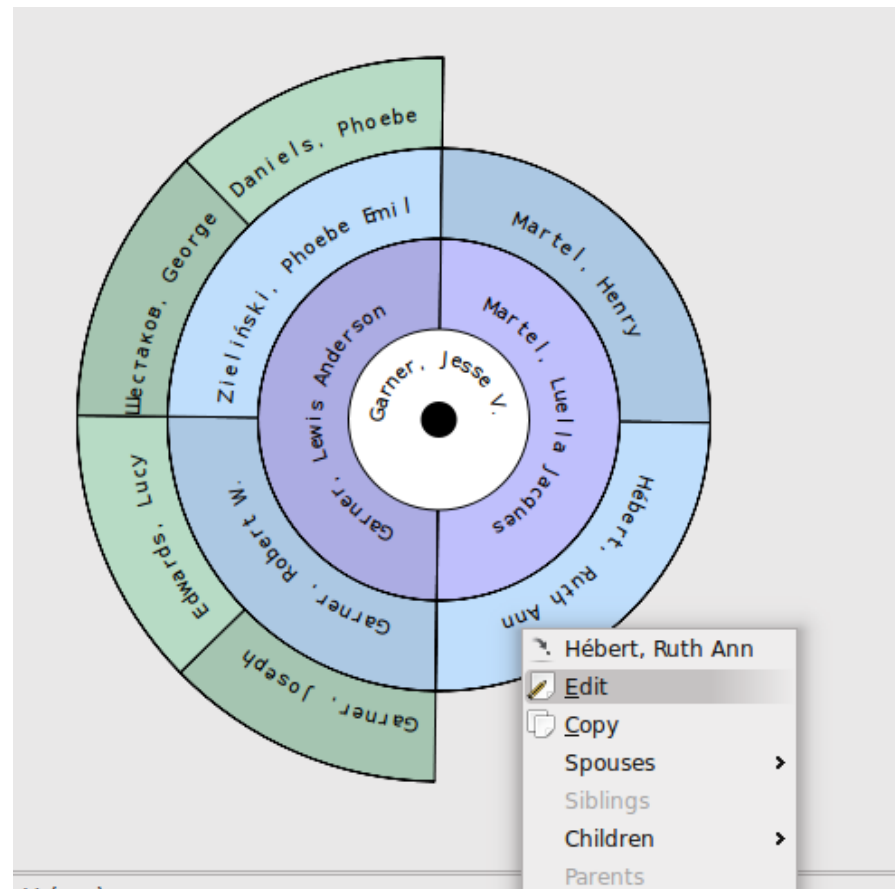 Daniels, Phoebe
Шестаков, George
Zieliński, Phoebe Emil
Martel, Henry
Garner, Lewis Anderson
Martel, Luella Jacques
Garner, Jesse V.
Edwards, Lucy
Garner, Robert W.
Hébert, Ruth Ann
Garner, Joseph
Hébert, Ruth Ann
Edit
Copy
Spouses
Siblings
Children
Parents